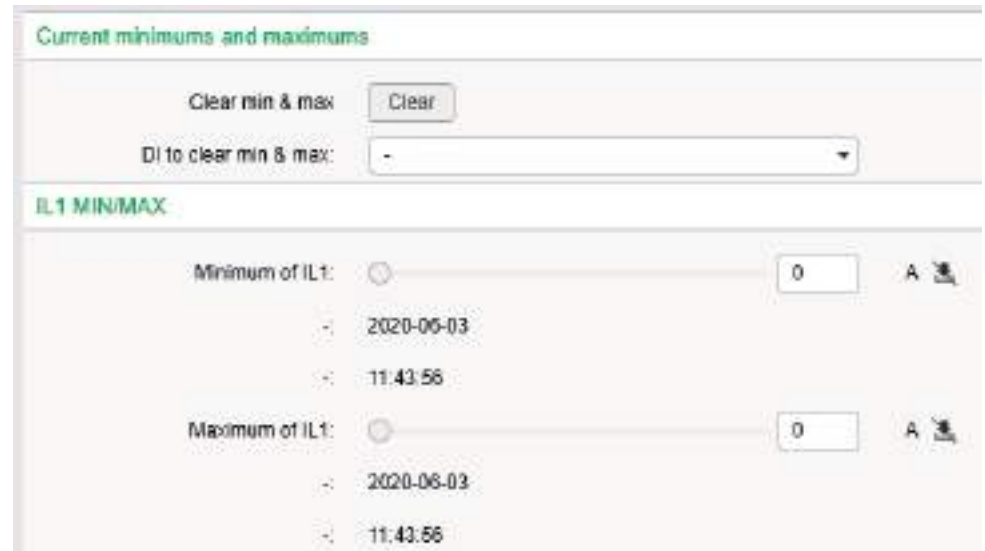 Current minimums and maximums
Clear min & max Clear
DI to clear min & max: -
IL1 MIN/MAX
Minimum of IL1: 0 A
-: 2020-06-03
-: 11:43:56
Maximum of IL1: 0 A
-: 2020-06-03
-: 11:43:56